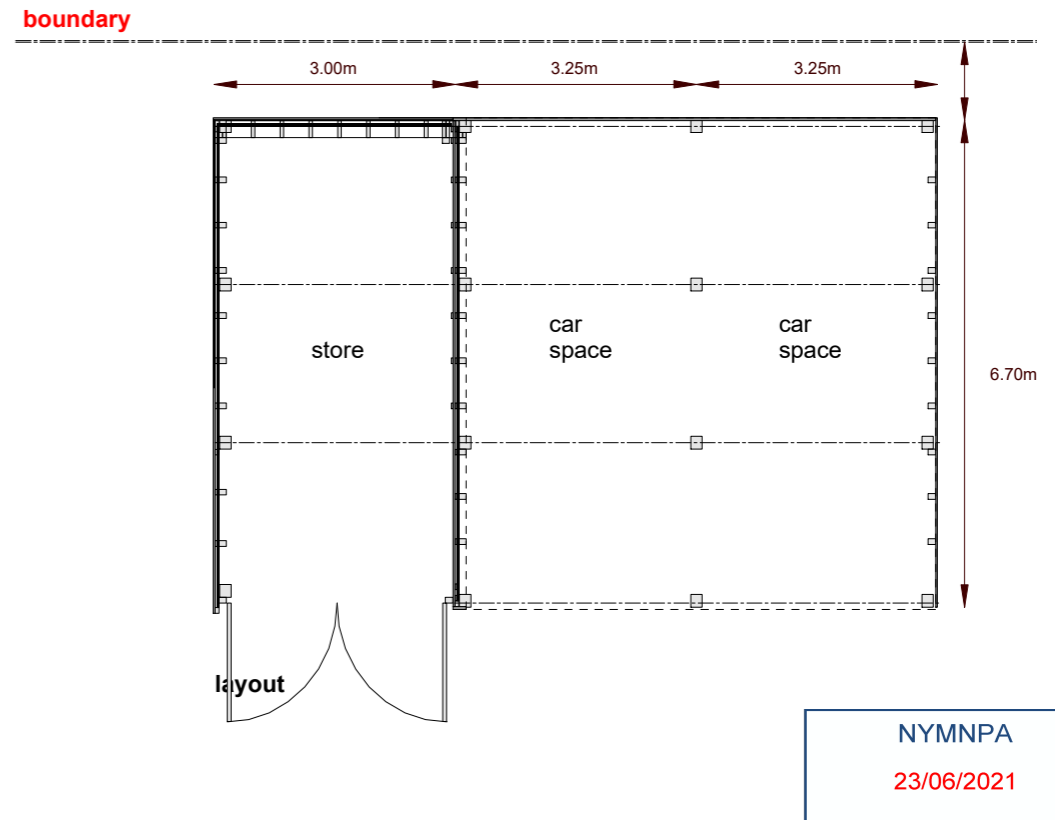 boundary
3.00m
3.25m
3.25m
car
space
car
space
store
6.70m
layout
NYMNPA
23/06/2021